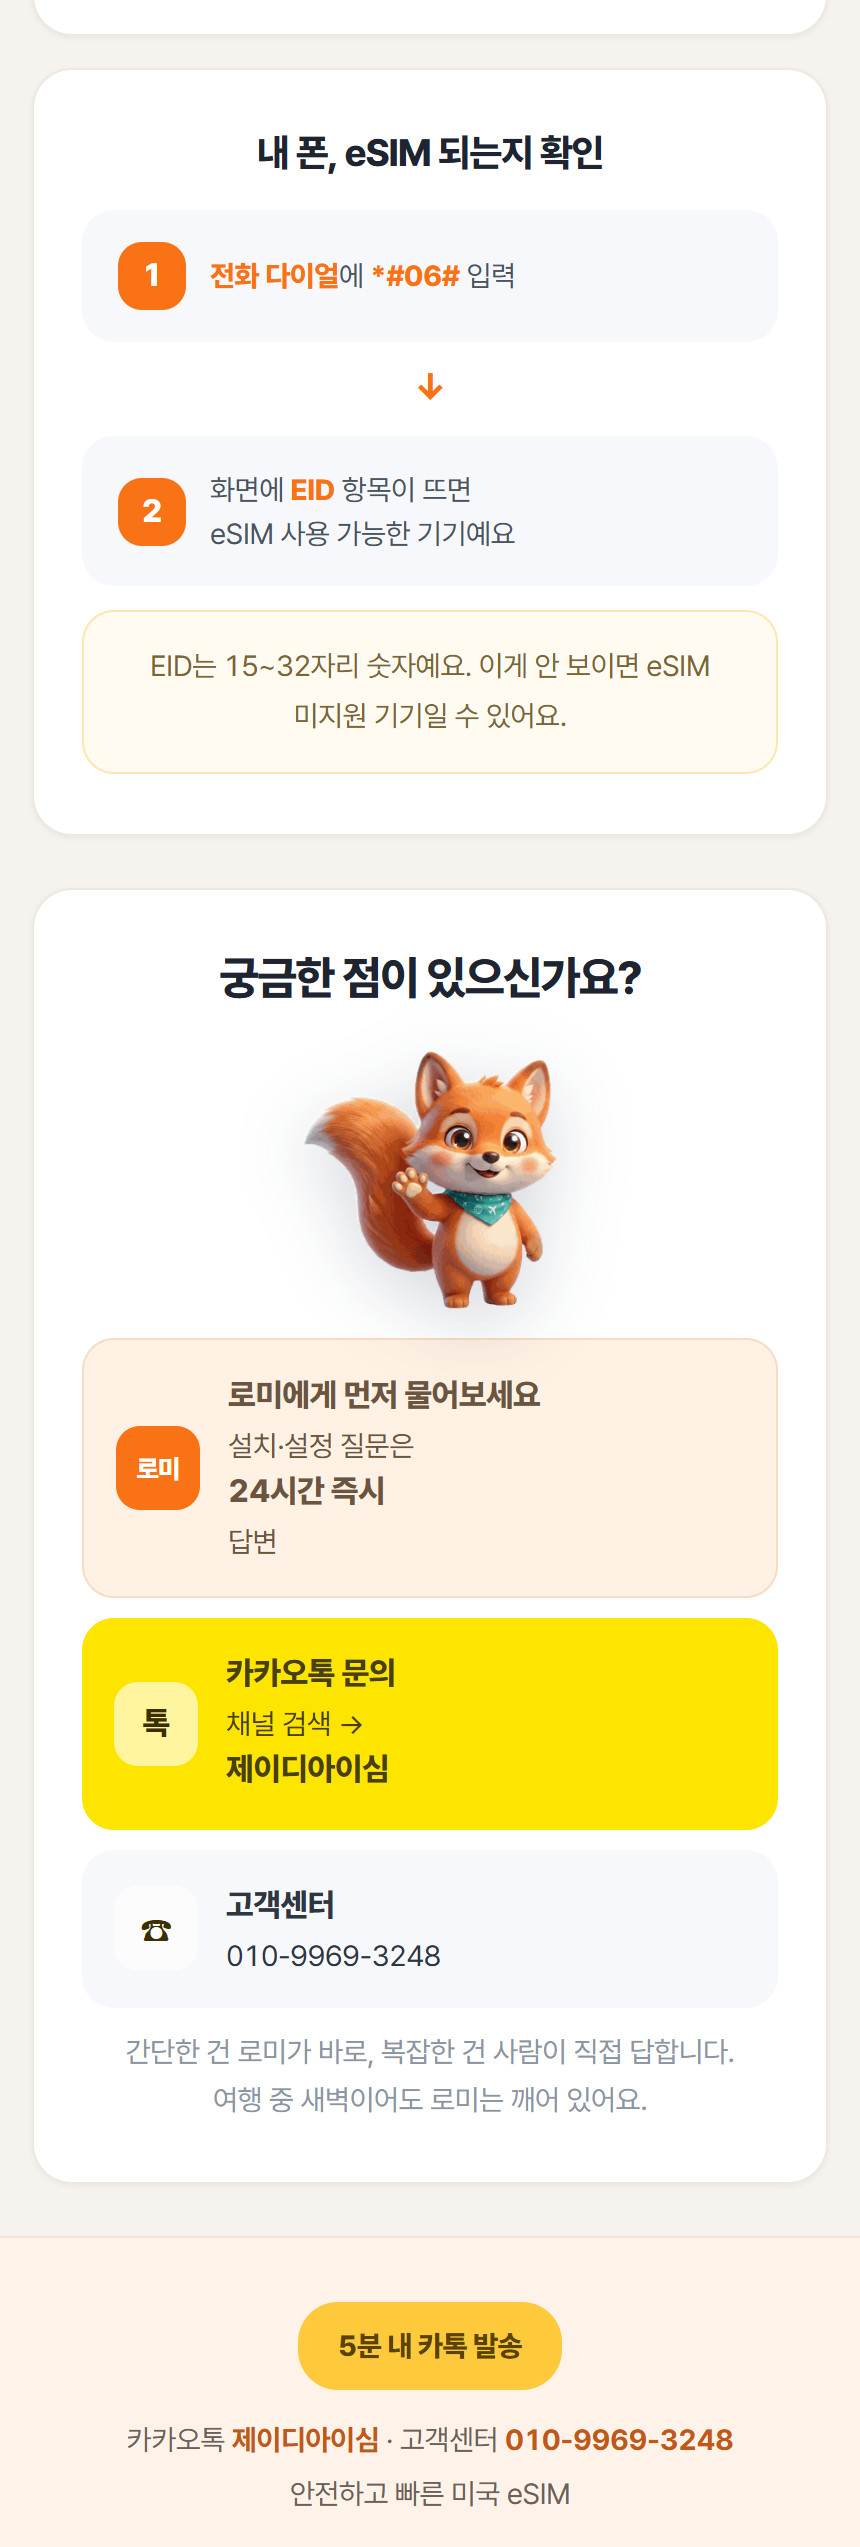 내 폰, eSIM 되는지 확인
1
전화 다이얼에 *#06# 입력
↓
2
화면에 EID 항목이 뜨면
eSIM 사용 가능한 기기예요
EID는 15~32자리 숫자예요. 이게 안 보이면 eSIM
미지원 기기일 수 있어요.
궁금한 점이 있으신가요?
로미
로미에게 먼저 물어보세요
설치·설정 질문은
24시간 즉시
답변
톡
카카오톡 문의
채널 검색 →
제이디아이심
☎
고객센터
010-9969-3248
간단한 건 로미가 바로, 복잡한 건 사람이 직접 답합니다.
여행 중 새벽이어도 로미는 깨어 있어요.
5분 내 카톡 발송
카카오톡 제이디아이심 · 고객센터 010-9969-3248
안전하고 빠른 미국 eSIM